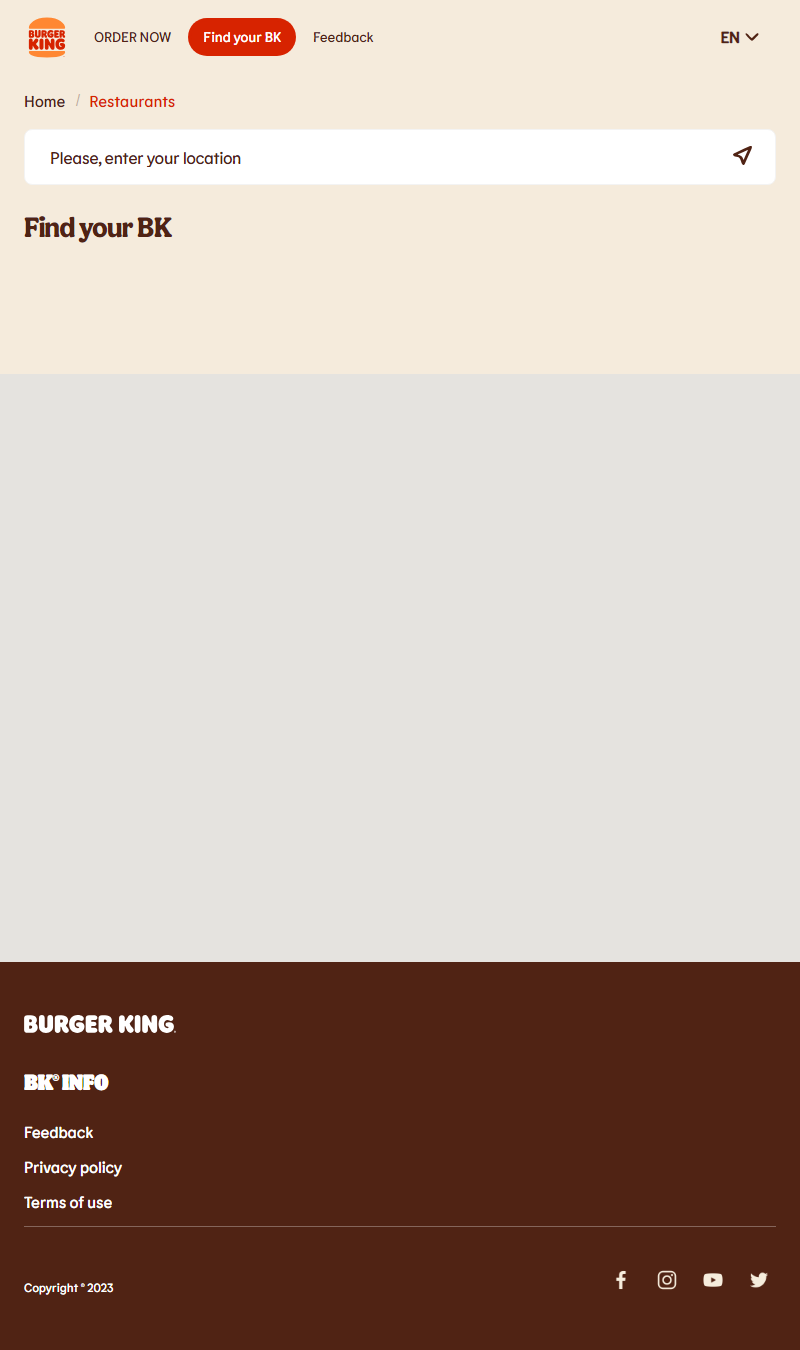 BURGER
KING
ORDER NOW
Find your BK
Feedback
EN
Home / Restaurants
Please, enter your location
Find your BK
BURGER KING
BK® INFO
Feedback
Privacy policy
Terms of use
Copyright ® 2023